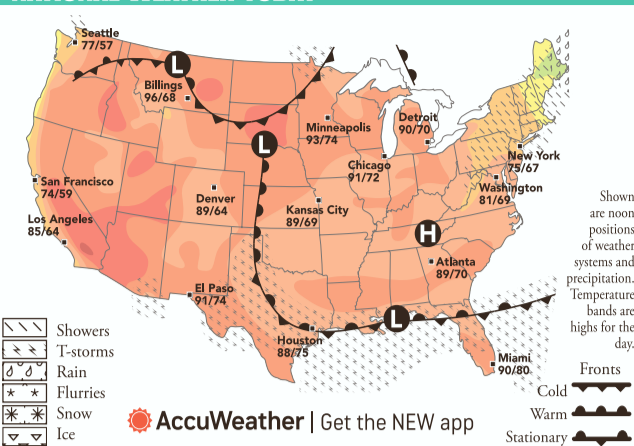 Seattle
77/57
L
Billings
96/68
L
Minneapolis
93/74
Detroit
90/70
Chicago
91/72
New York
75/67
Washington
81/69
San Francisco
74/59
Los Angeles
85/64
Denver
89/64
Kansas City
89/69
H
Atlanta
89/70
El Paso
91/74
L
Houston
88/75
Miami
90/80
Shown
are noon
positions
of weather
systems and
precipitation.
Temperature
bands are
highs for the
day.
Showers
T-storms
Rain
Flurries
Snow
Ice
Fronts
Cold
Warm
Stationary
AccuWeather | Get the NEW app